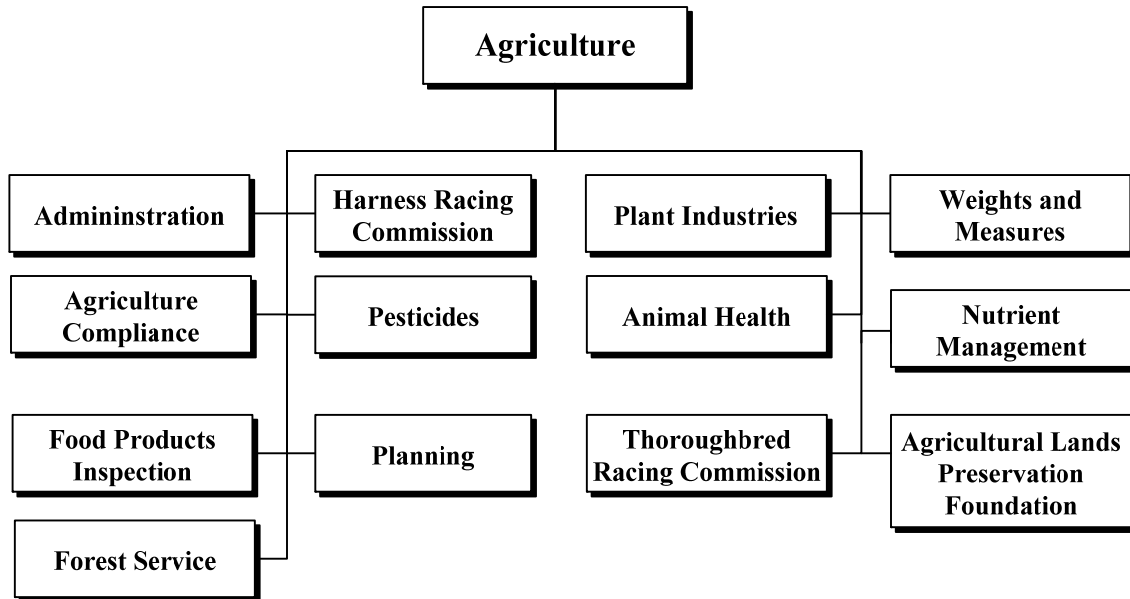 Agriculture
Admininstration
Harness Racing
Commission
Plant Industries
Weights and
Measures
Agriculture
Compliance
Pesticides
Animal Health
Nutrient
Management
Food Products
Inspection
Planning
Thoroughbred
Racing Commission
Agricultural Lands
Preservation
Foundation
Forest Service